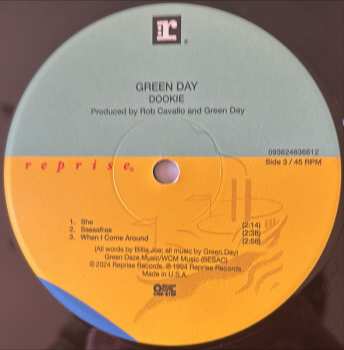 r
GREEN DAY
DOOKIE
Produced by Rob Cavallo and Green Day
093624636612
Side 3 / 45 RPM
reprise
1. She (2:14)
2. Sassafras (2:38)
3. When I Come Around (2:58)
(All words by Billie Joe; all music by Green Day)
Green Daze Music/WCM Music (SESAC)
℗2024 Reprise Records, ℗1994 Reprise Records
Made in U.S.A.